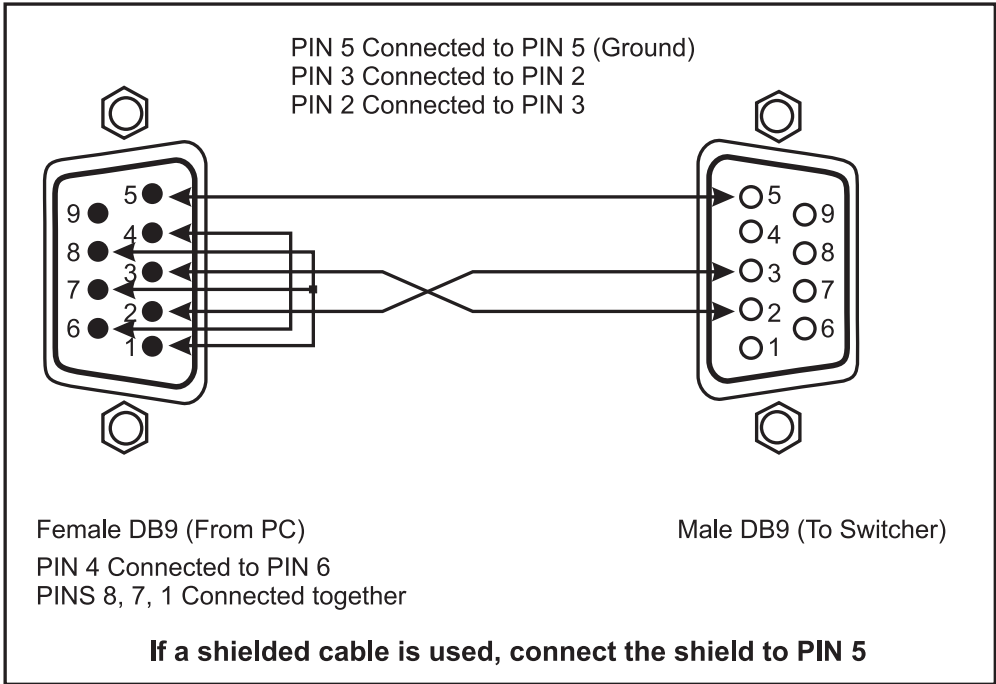 PIN 5 Connected to PIN 5 (Ground)
PIN 3 Connected to PIN 2
PIN 2 Connected to PIN 3
5
9
4
8
3
7
2
6
1
5
9
4
8
3
7
2
6
1
Female DB9 (From PC)
Male DB9 (To Switcher)
PIN 4 Connected to PIN 6
PINS 8, 7, 1 Connected together
If a shielded cable is used, connect the shield to PIN 5